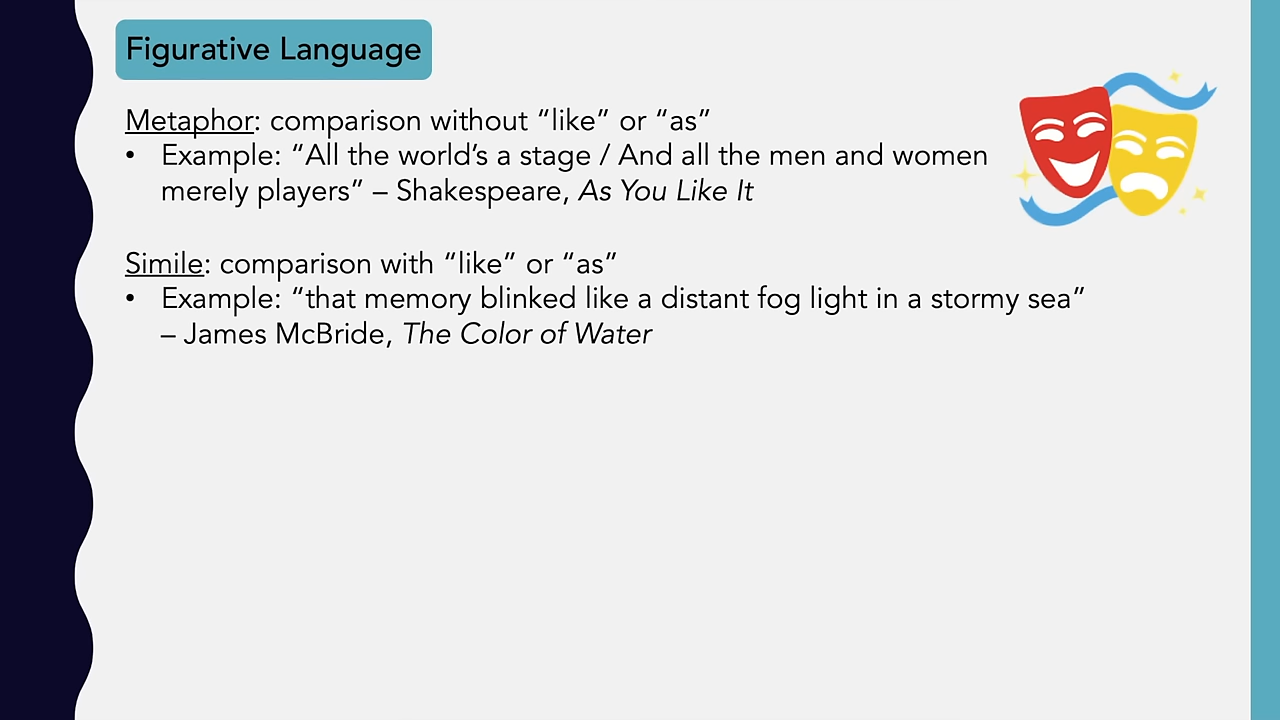 Figurative Language
Metaphor: comparison without “like” or “as”
• Example: “All the world’s a stage / And all the men and women
merely players” – Shakespeare, As You Like It
Simile: comparison with “like” or “as”
• Example: “that memory blinked like a distant fog light in a stormy sea”
– James McBride, The Color of Water